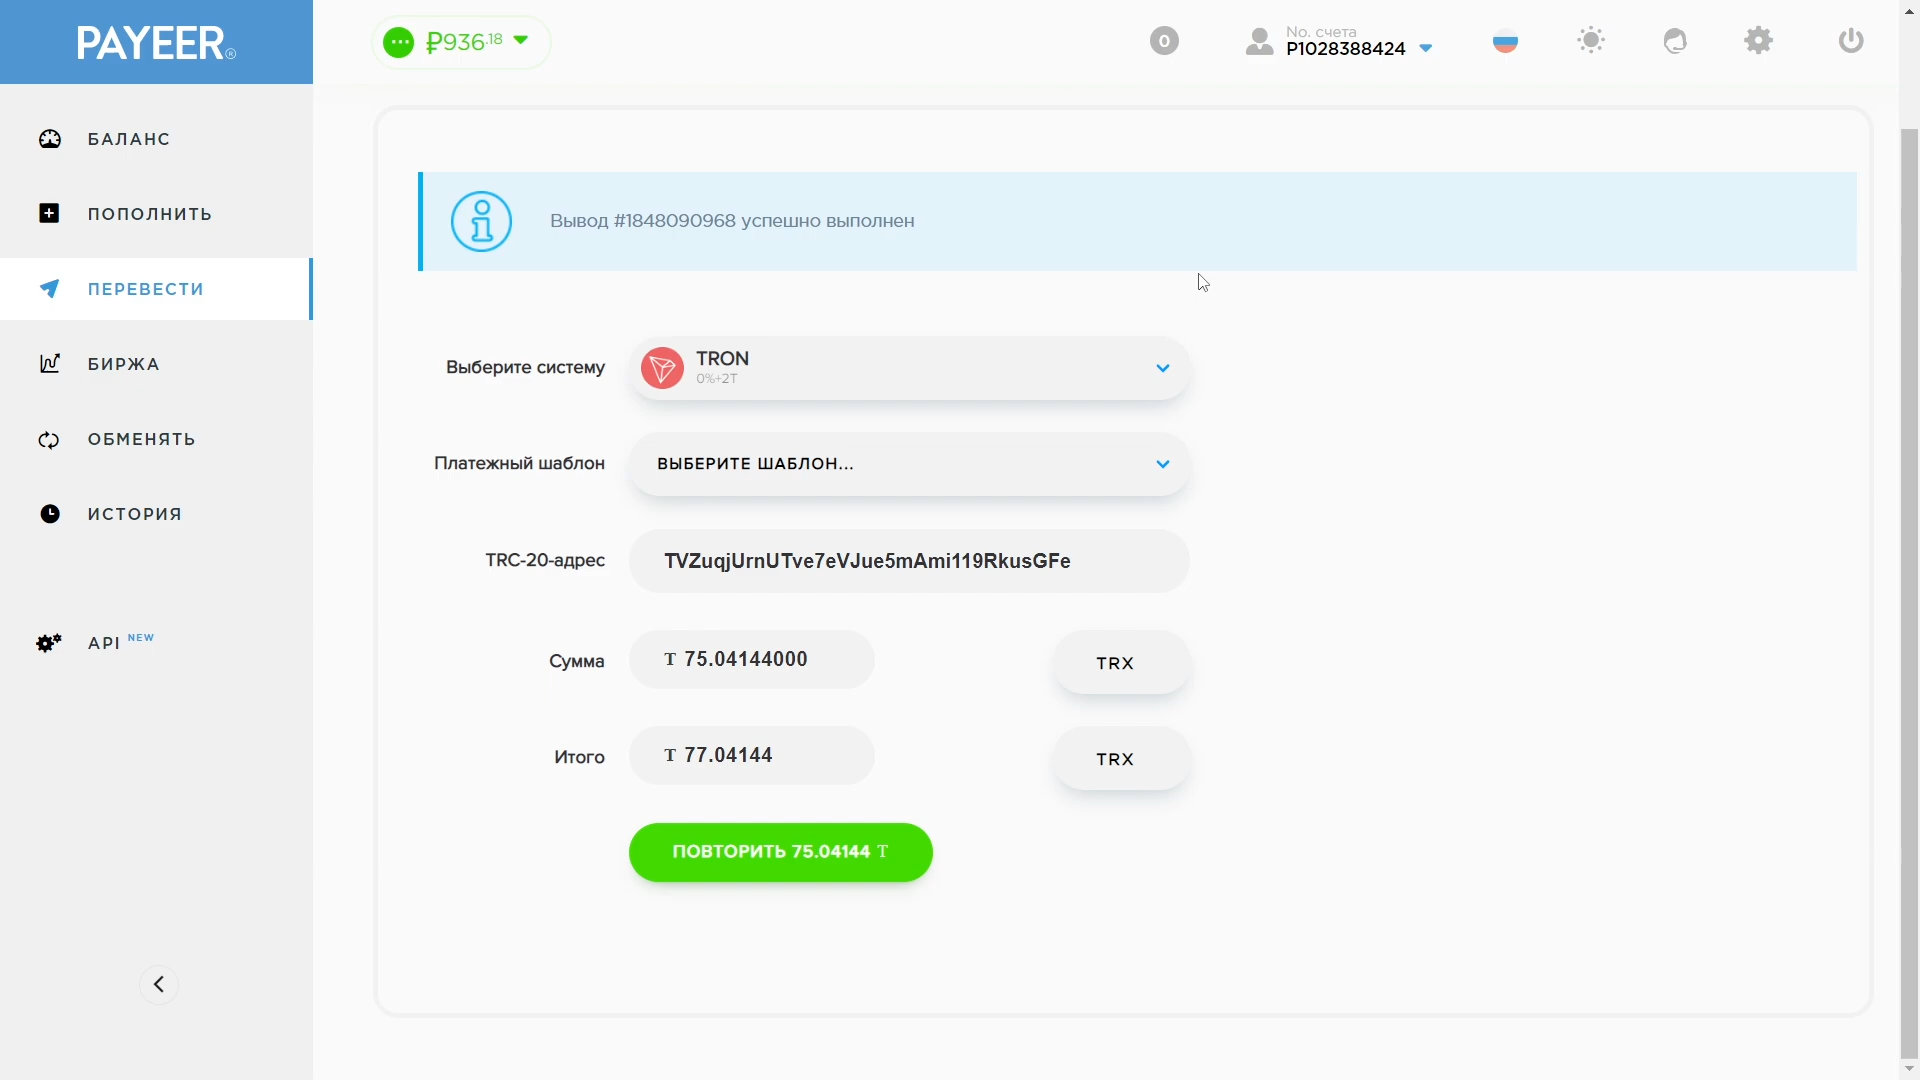 PAYEER®
₽936.18
0
No. счета
P1028388424
БАЛАНС
ПОПОЛНИТЬ
ПЕРЕВЕСТИ
БИРЖА
ОБМЕНЯТЬ
ИСТОРИЯ
API NEW
Вывод #1848090968 успешно выполнен
Выберите систему
TRON
0%+2T
Платежный шаблон
ВЫБЕРИТЕ ШАБЛОН...
TRC-20-адрес
TVZuqjUrnUTve7eVJue5mAmi119RkusGFe
Сумма
T 75.04144000
TRX
Итого
T 77.04144
TRX
ПОВТОРИТЬ 75.04144 T